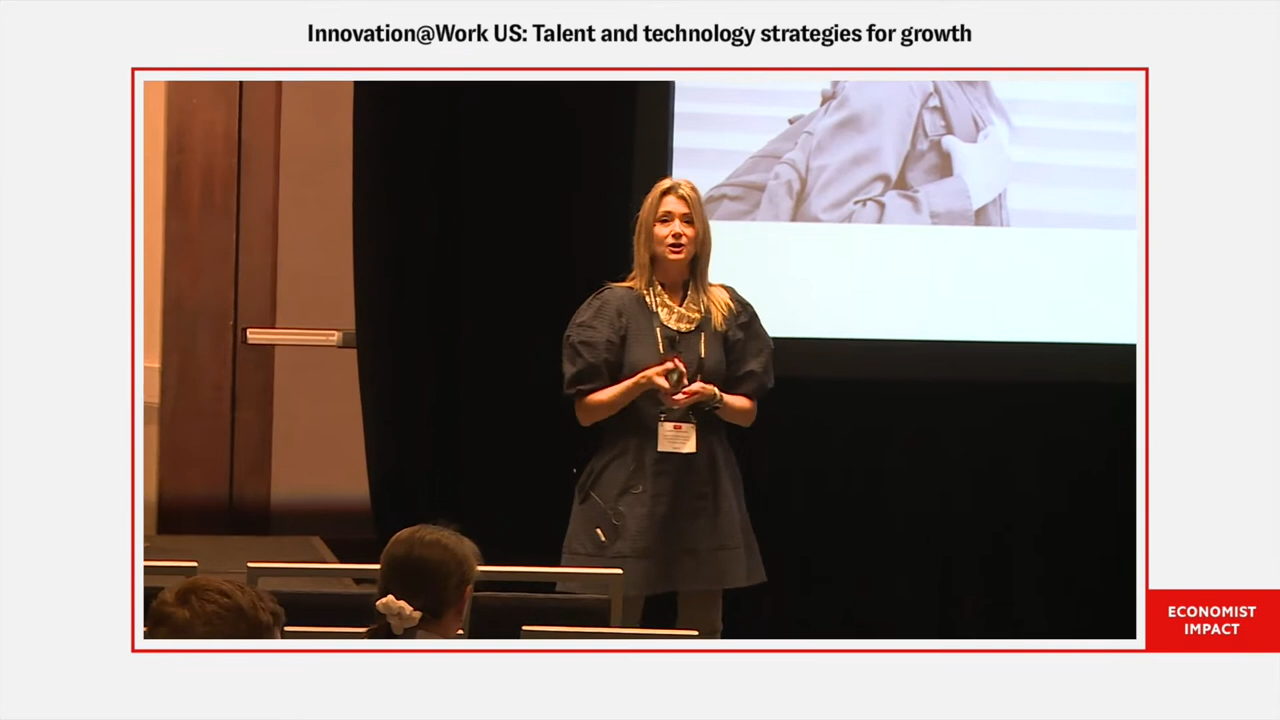 Innovation@Work US: Talent and technology strategies for growth
ECONOMIST
IMPACT